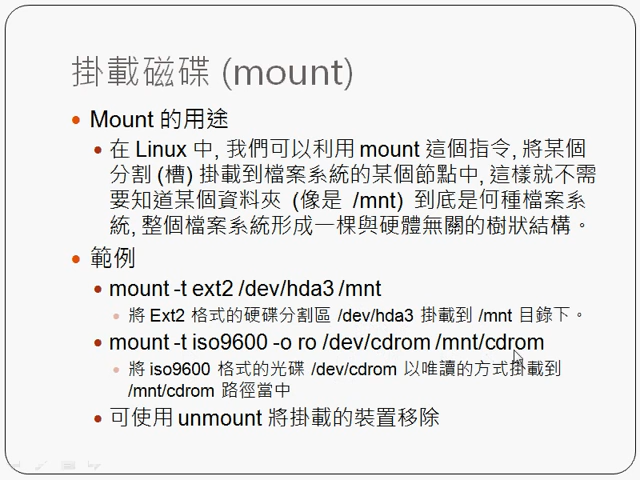 掛載磁碟 (mount)
Mount 的用途
在 Linux 中, 我們可以利用 mount 這個指令, 將某個
分割 (槽) 掛載到檔案系統的某個節點中, 這樣就不需
要知道某個資料夾 (像是 /mnt) 到底是何種檔案系
統, 整個檔案系統形成一棵與硬體無關的樹狀結構。
範例
mount -t ext2 /dev/hda3 /mnt
將 Ext2 格式的硬碟分割區 /dev/hda3 掛載到 /mnt 目錄下。
mount -t iso9600 -o ro /dev/cdrom /mnt/cdrom
將 iso9600 格式的光碟 /dev/cdrom 以唯讀的方式掛載到
/mnt/cdrom 路徑當中
可使用 unmount 將掛載的裝置移除